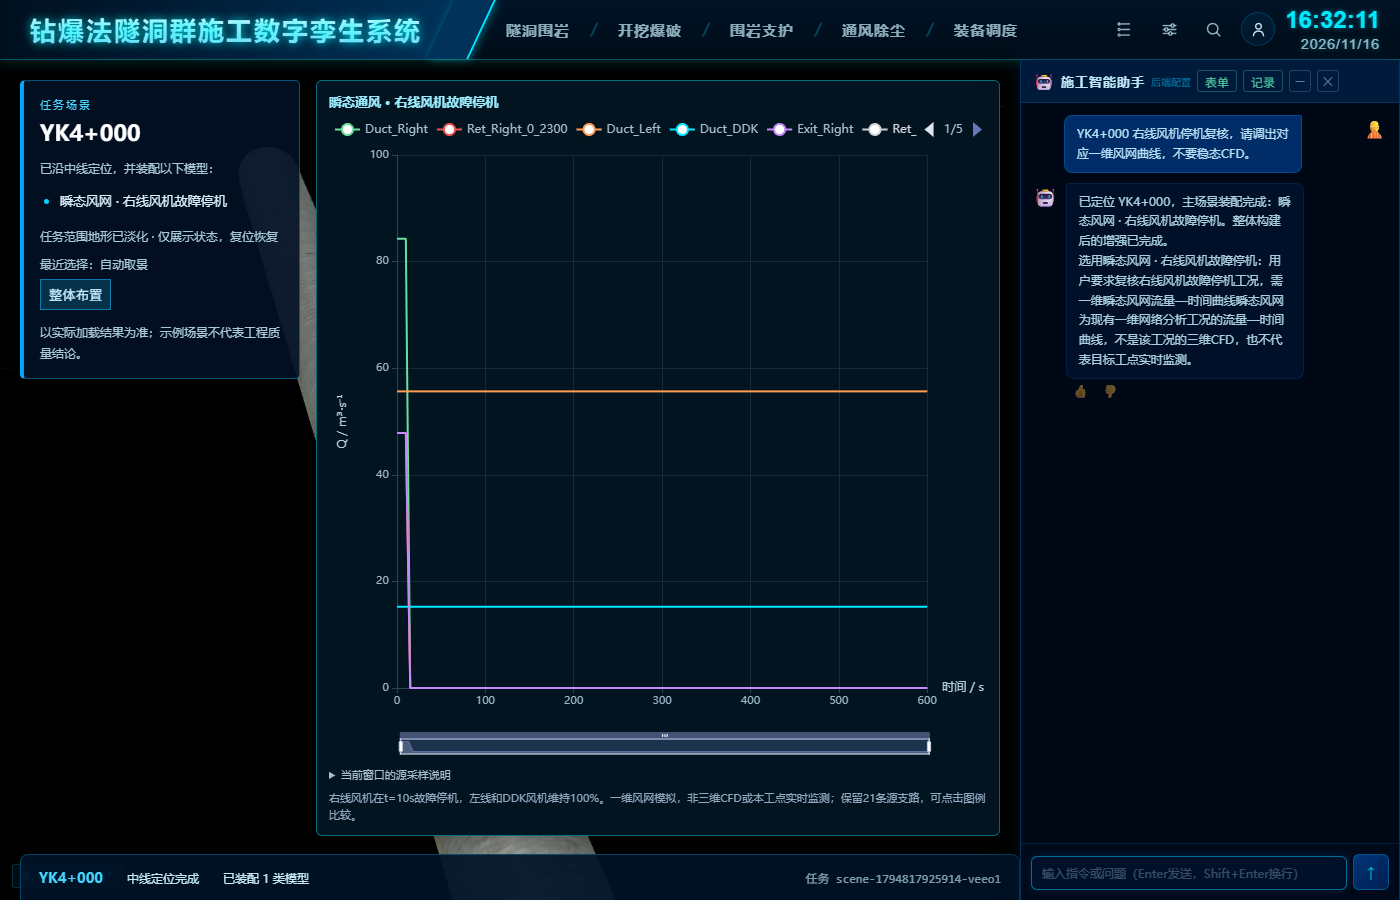 钻爆法隧洞群施工数字孪生系统
隧洞围岩 / 开挖爆破 / 围岩支护 / 通风除尘 / 装备调度
16:32:11
2026/11/16
任务场景
YK4+000
已沿中线定位，并装配以下模型：
• 瞬态风网 · 右线风机故障停机
任务范围地形已淡化 · 仅展示状态，复位恢复
最近选择：自动取景
整体布置
以实际加载结果为准；示例场景不代表工程质
量结论。
瞬态通风 • 右线风机故障停机
Duct_Right Ret_Right_0_2300 Duct_Left Duct_DDK Exit_Right Ret_ 1/5
100
80
60
40
20
0
Q / m³·s⁻¹
0 100 200 300 400 500 600
时间 / s
▶ 当前窗口的源采样说明
右线风机在t=10s故障停机，左线和DDK风机维持100%。一维风网模拟，非三维CFD或本工点实时监测；保留21条源支路，可点击图例
比较。
YK4+000 中线定位完成 已装配 1 类模型
任务 scene-1794817925914-veeo1
施工智能助手 后端配置 表单 记录
YK4+000 右线风机停机复核，请调出对
应一维风网曲线，不要稳态CFD。
已定位 YK4+000，主场景装配完成：瞬
态风网 · 右线风机故障停机。整体构建
后的增强已完成。
选用瞬态风网 · 右线风机故障停机：用
户要求复核右线风机故障停机工况，需
一维瞬态风网流量—时间曲线瞬态风网
为现有一维网络分析工况的流量—时间
曲线，不是该工况的三维CFD，也不代
表目标工点实时监测。
输入指令或问题（Enter发送，Shift+Enter换行）